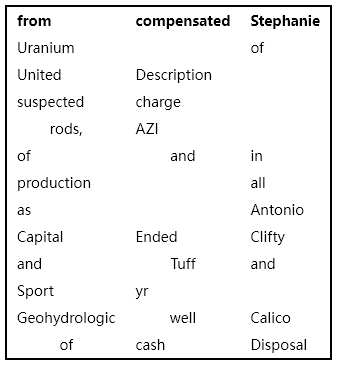 from compensated Stephanie
Uranium of
United Description
suspected charge
rods, AZI
of and in
production all
as Antonio
Capital Ended Clifty
and Tuff and
Sport yr
Geohydrologic well Calico
of cash Disposal